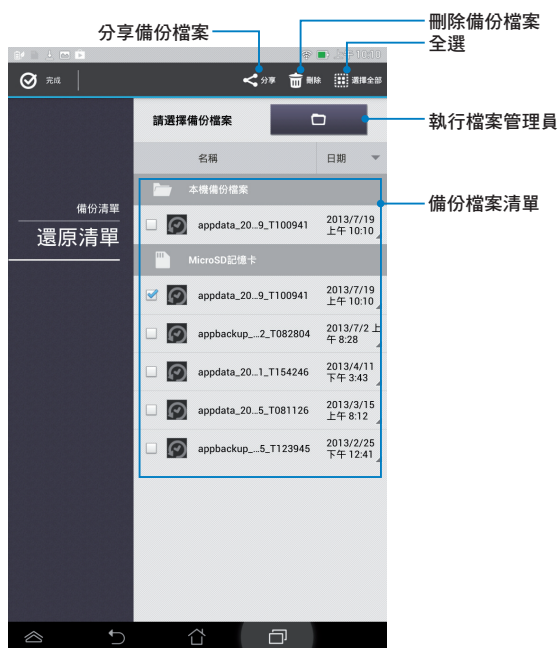 分享備份檔案
刪除備份檔案
全選
完成
分享
刪除
選擇全部
請選擇備份檔案
執行檔案管理員
名稱
日期
本機備份檔案
備份檔案清單
備份清單
還原清單
appdata_20...9_T100941
2013/7/19
上午 10:10
MicroSD記憶卡
appdata_20...9_T100941
2013/7/19
上午 10:10
appbackup_...2_T082804
2013/7/2 上
午 8:28
appdata_20...1_T154246
2013/4/11
下午 3:43
appdata_20...5_T081126
2013/3/15
上午 8:12
appbackup_...5_T123945
2013/2/25
下午 12:41